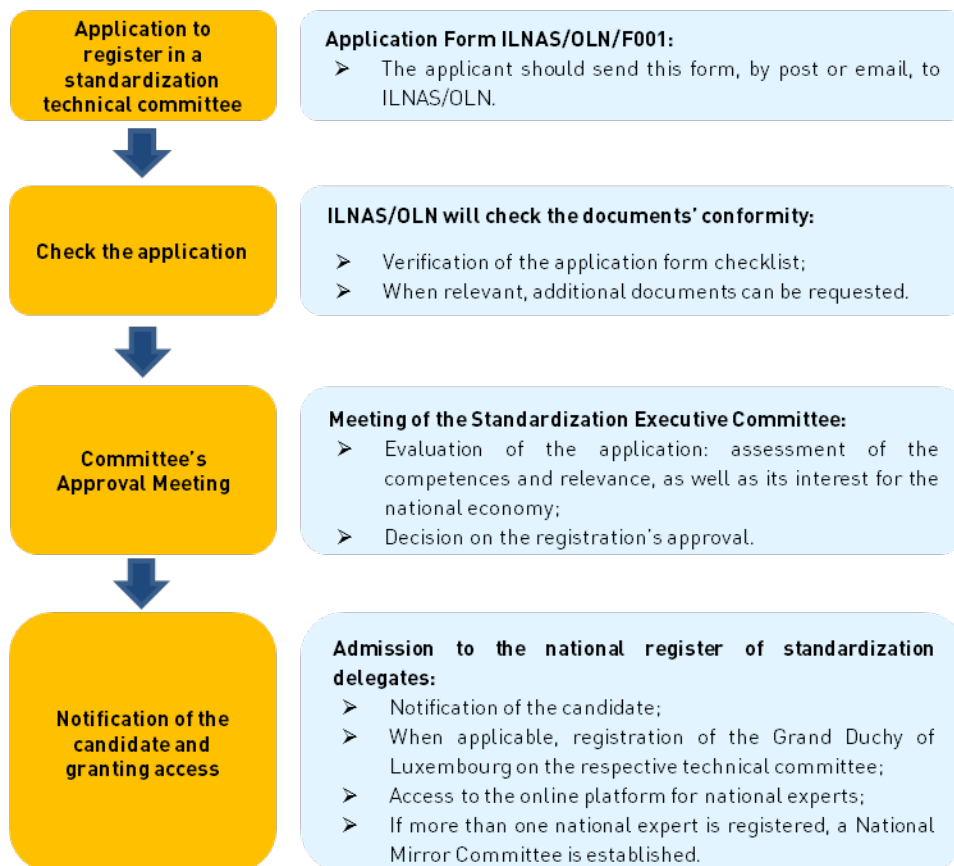 Application to
register in a
standardization
technical committee
Application Form ILNAS/OLN/F001:
➤ The applicant should send this form, by post or email, to
ILNAS/OLN.
Check the application
ILNAS/OLN will check the documents’ conformity:
➤ Verification of the application form checklist;
➤ When relevant, additional documents can be requested.
Committee’s
Approval Meeting
Meeting of the Standardization Executive Committee:
➤ Evaluation of the application: assessment of the
competences and relevance, as well as its interest for the
national economy;
➤ Decision on the registration’s approval.
Notification of the
candidate and
granting access
Admission to the national register of standardization
delegates:
➤ Notification of the candidate;
➤ When applicable, registration of the Grand Duchy of
Luxembourg on the respective technical committee;
➤ Access to the online platform for national experts;
➤ If more than one national expert is registered, a National
Mirror Committee is established.